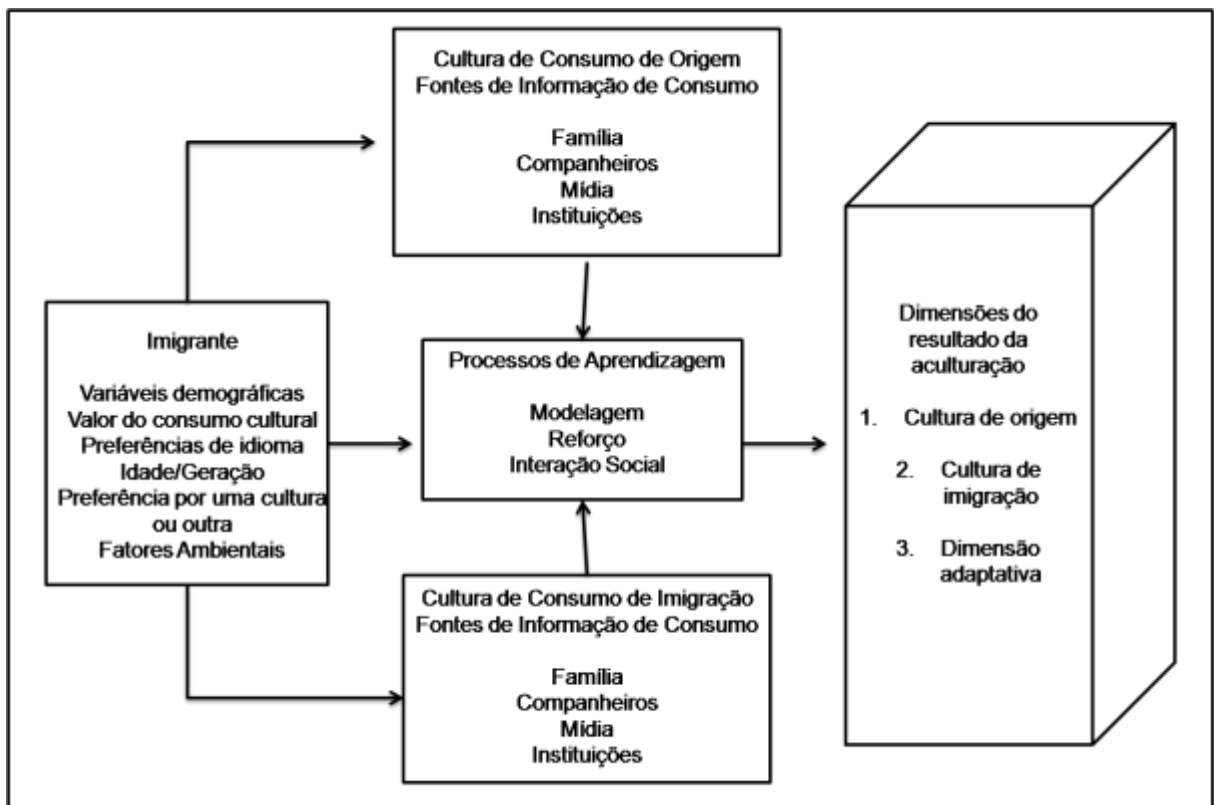 Cultura de Consumo de Origem
Fontes de Informação de Consumo
Família
Companheiros
Mídia
Instituições
Imigrante
Variáveis demográficas
Valor do consumo cultural
Preferências de idioma
Idade/Geração
Preferência por uma cultura
ou outra
Fatores Ambientais
Processos de Aprendizagem
Modelagem
Reforço
Interação Social
Cultura de Consumo de Imigração
Fontes de Informação de Consumo
Família
Companheiros
Mídia
Instituições
Dimensões do
resultado da
aculturação
1. Cultura de origem
2. Cultura de
imigração
3. Dimensão
adaptativa